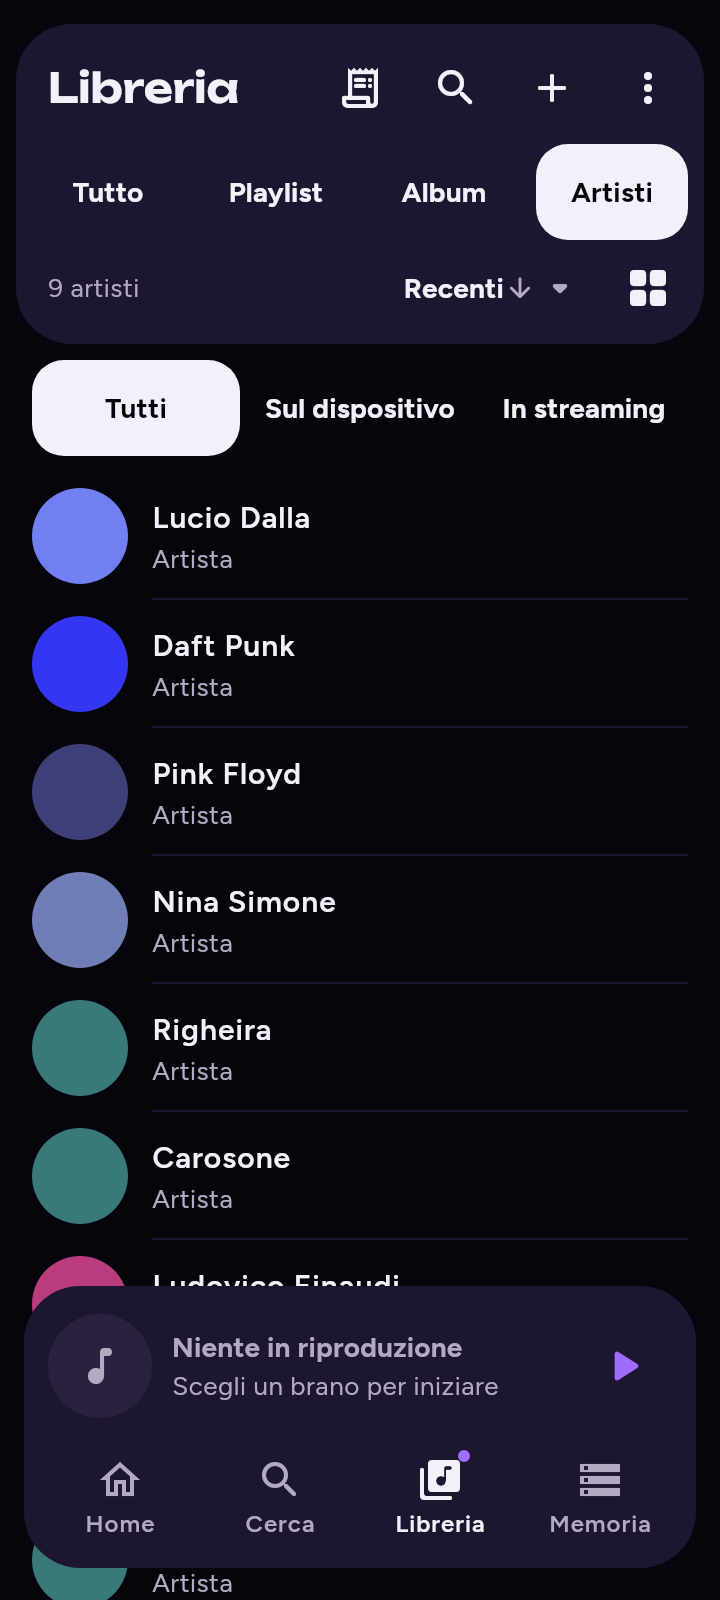 Libreria
Tutto Playlist Album Artisti
9 artisti Recenti
Tutti Sul dispositivo In streaming
Lucio Dalla
Artista
Daft Punk
Artista
Pink Floyd
Artista
Nina Simone
Artista
Righeira
Artista
Carosone
Artista
Ludovico Einaudi
Niente in riproduzione
Scegli un brano per iniziare
Home Cerca Libreria Memoria
Artista